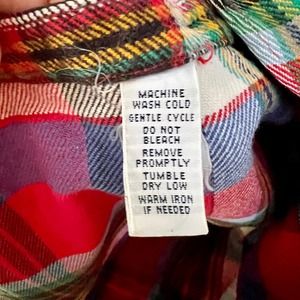 MACHINE
WASH COLD
GENTLE CYCLE
DO NOT
BLEACH
REMOVE
PROMPTLY
TUMBLE
DRY LOW
WARM IRON
IF NEEDED